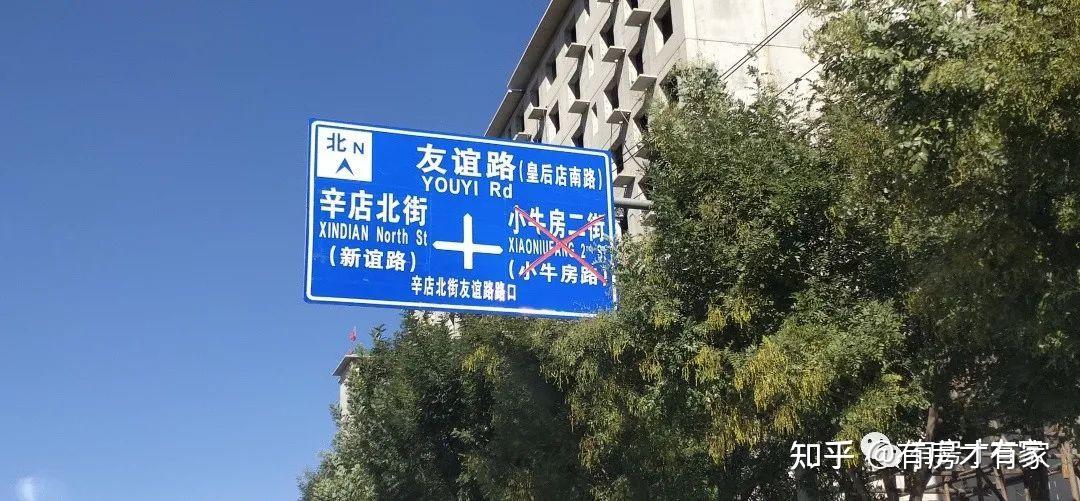 北 N
友谊路(皇后店南路)
YOUYI Rd
辛店北街
XINDIAN North St
(新谊路)
小牛房二街
XIAONIUFANG 2nd St
(小牛房路)
辛店北街友谊路路口
知乎 @有房才有家